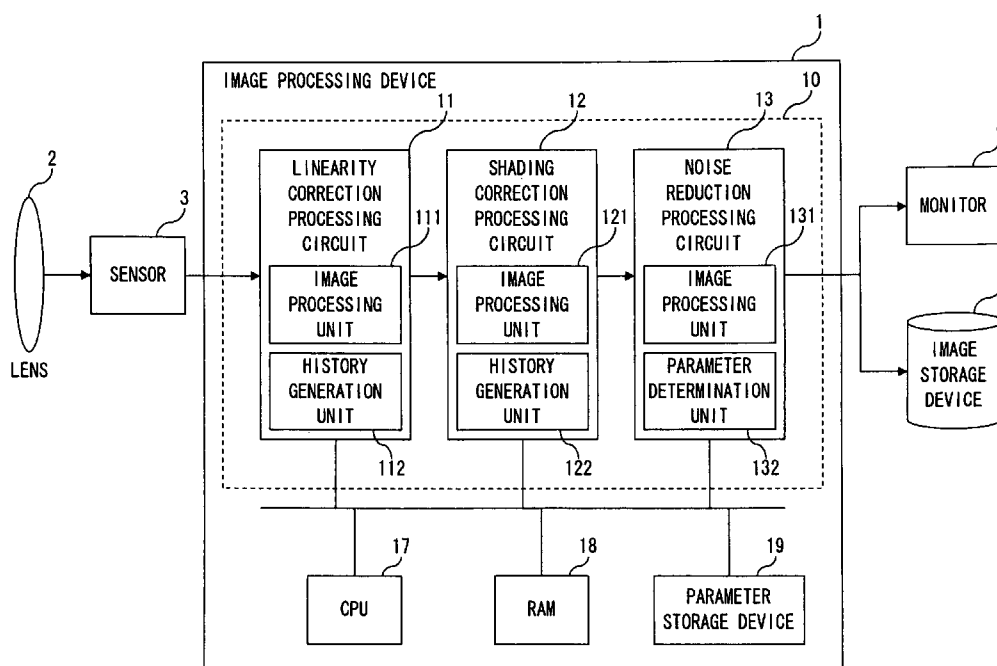 1
IMAGE PROCESSING DEVICE
10
11
12
13
2
3
LINEARITY
CORRECTION
PROCESSING
CIRCUIT
111
IMAGE
PROCESSING
UNIT
HISTORY
GENERATION
UNIT
112
SHADING
CORRECTION
PROCESSING
CIRCUIT
121
IMAGE
PROCESSING
UNIT
HISTORY
GENERATION
UNIT
122
NOISE
REDUCTION
PROCESSING
CIRCUIT
131
IMAGE
PROCESSING
UNIT
PARAMETER
DETERMINATION
UNIT
132
SENSOR
LENS
MONITOR
IMAGE
STORAGE
DEVICE
17
CPU
18
RAM
19
PARAMETER
STORAGE DEVICE